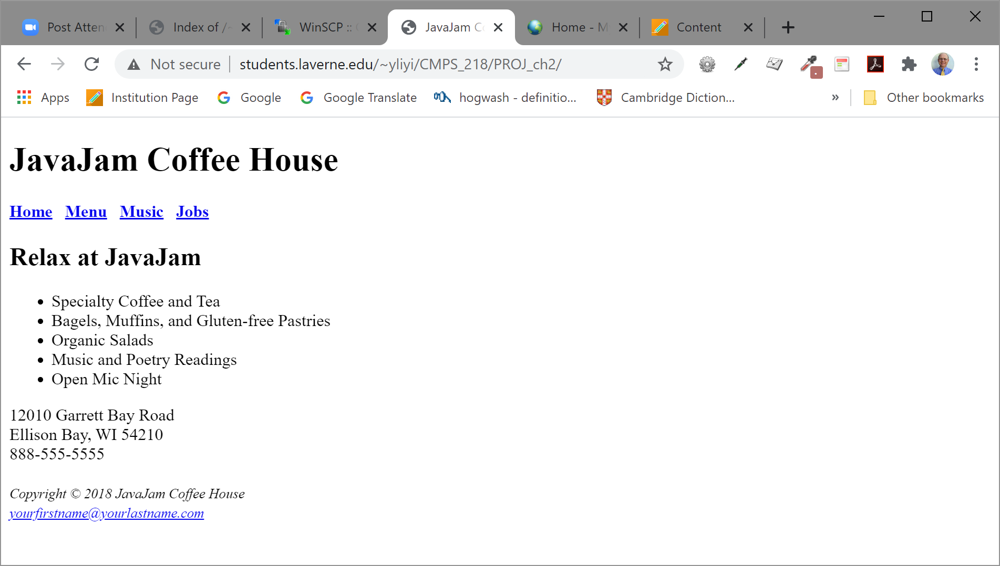 Post Atten
Index of /~
WinSCP ::
JavaJam C
Home - M
Content
Not secure
students.laverne.edu/~yliyi/CMPS_218/PROJ_ch2/
Apps
Institution Page
Google
Google Translate
hogwash - definitio...
Cambridge Diction...
»
Other bookmarks
JavaJam Coffee House
Home Menu Music Jobs
Relax at JavaJam
• Specialty Coffee and Tea
• Bagels, Muffins, and Gluten-free Pastries
• Organic Salads
• Music and Poetry Readings
• Open Mic Night
12010 Garrett Bay Road
Ellison Bay, WI 54210
888-555-5555
Copyright © 2018 JavaJam Coffee House
yourfirstname@yourlastname.com